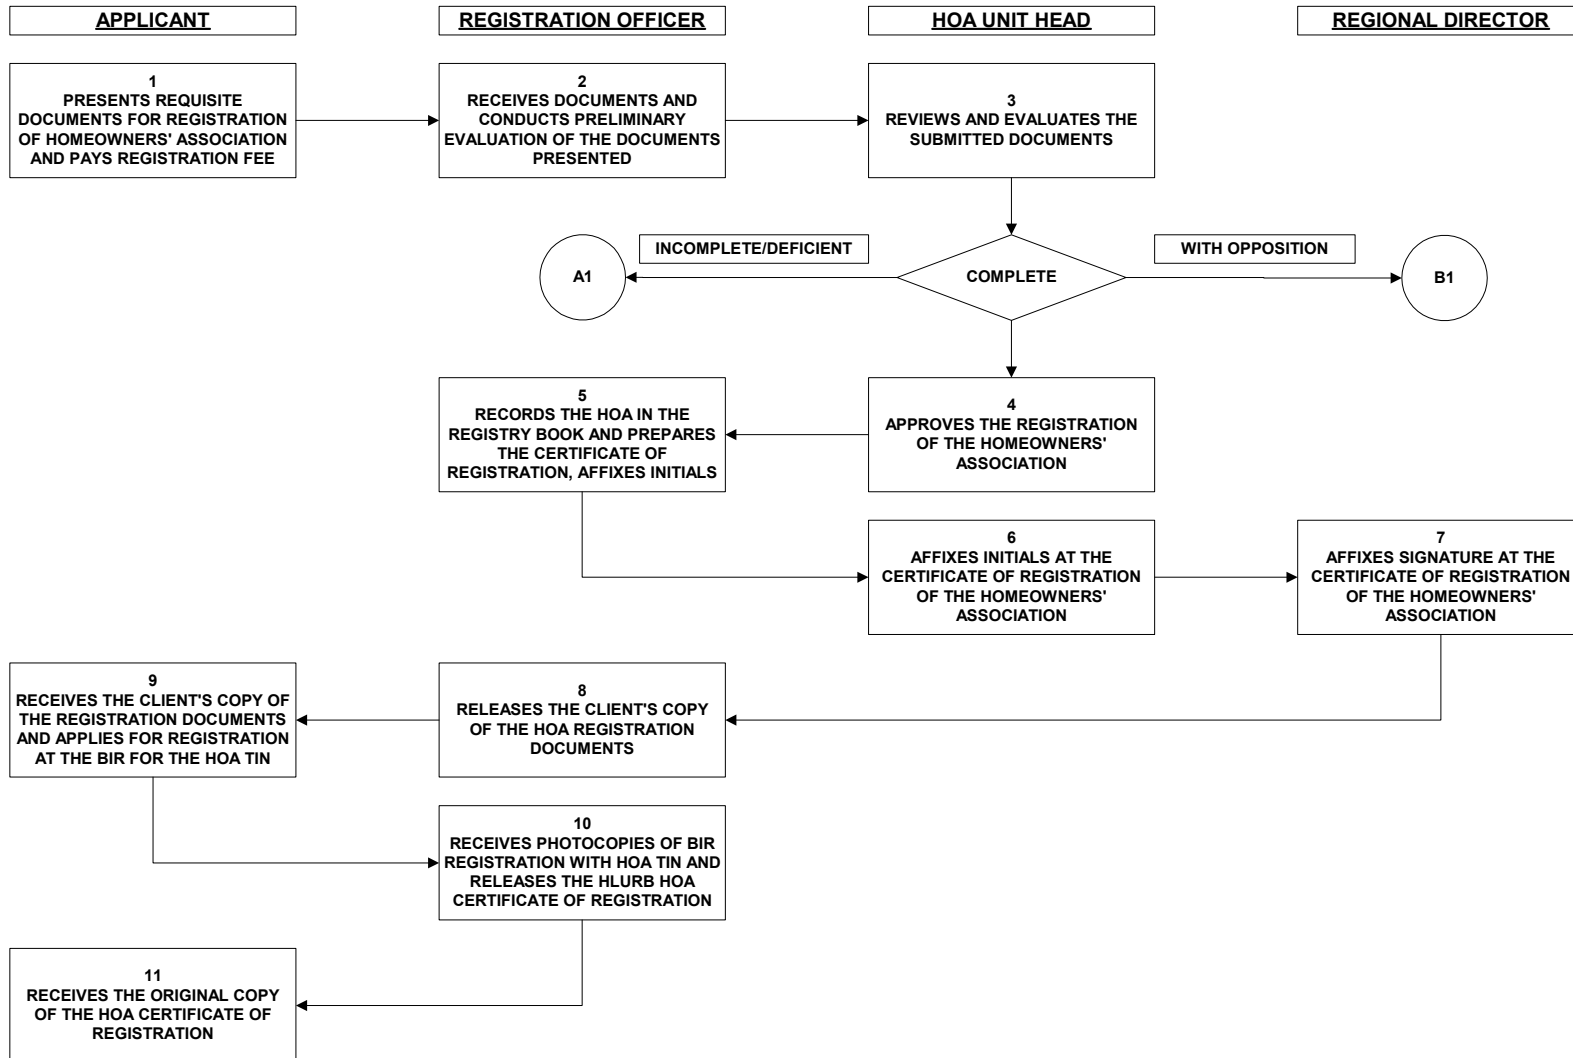 APPLICANT
REGISTRATION OFFICER
HOA UNIT HEAD
REGIONAL DIRECTOR
1
PRESENTS REQUISITE
DOCUMENTS FOR REGISTRATION
OF HOMEOWNERS' ASSOCIATION
AND PAYS REGISTRATION FEE
2
RECEIVES DOCUMENTS AND
CONDUCTS PRELIMINARY
EVALUATION OF THE DOCUMENTS
PRESENTED
3
REVIEWS AND EVALUATES THE
SUBMITTED DOCUMENTS
INCOMPLETE/DEFICIENT
WITH OPPOSITION
A1
COMPLETE
B1
5
RECORDS THE HOA IN THE
REGISTRY BOOK AND PREPARES
THE CERTIFICATE OF
REGISTRATION, AFFIXES INITIALS
4
APPROVES THE REGISTRATION
OF THE HOMEOWNERS'
ASSOCIATION
6
AFFIXES INITIALS AT THE
CERTIFICATE OF REGISTRATION
OF THE HOMEOWNERS'
ASSOCIATION
7
AFFIXES SIGNATURE AT THE
CERTIFICATE OF REGISTRATION
OF THE HOMEOWNERS'
ASSOCIATION
9
RECEIVES THE CLIENT'S COPY OF
THE REGISTRATION DOCUMENTS
AND APPLIES FOR REGISTRATION
AT THE BIR FOR THE HOA TIN
8
RELEASES THE CLIENT'S COPY
OF THE HOA REGISTRATION
DOCUMENTS
10
RECEIVES PHOTOCOPIES OF BIR
REGISTRATION WITH HOA TIN AND
RELEASES THE HLURB HOA
CERTIFICATE OF REGISTRATION
11
RECEIVES THE ORIGINAL COPY
OF THE HOA CERTIFICATE OF
REGISTRATION